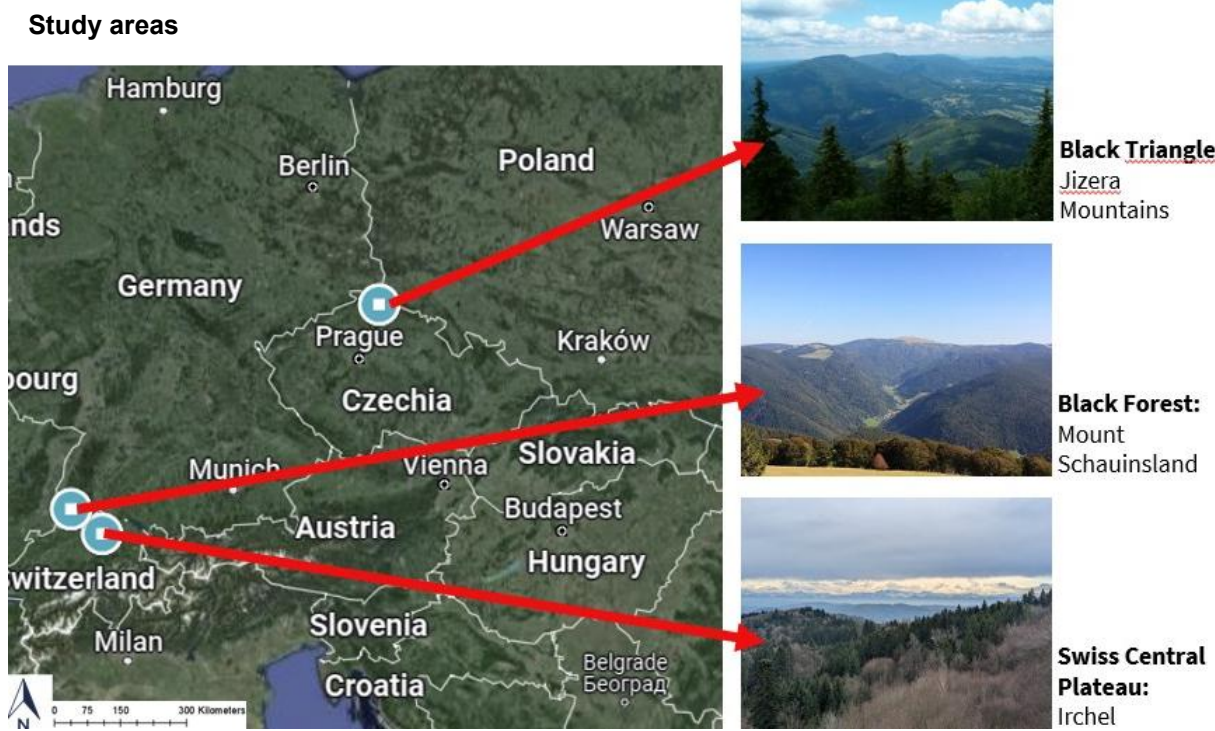 Study areas
Hamburg
Berlin
Poland
nds
Warsaw
Germany
Prague
Kraków
bourg
Czechia
Slovakia
Munich
Vienna
Budapest
Austria
Hungary
witzerland
Slovenia
Milan
Belgrade
Београд
Croatia
N
0 75 150 300 Kilometers
Black Triangle
Jizera
Mountains
Black Forest:
Mount
Schauinsland
Swiss Central
Plateau:
Irchel